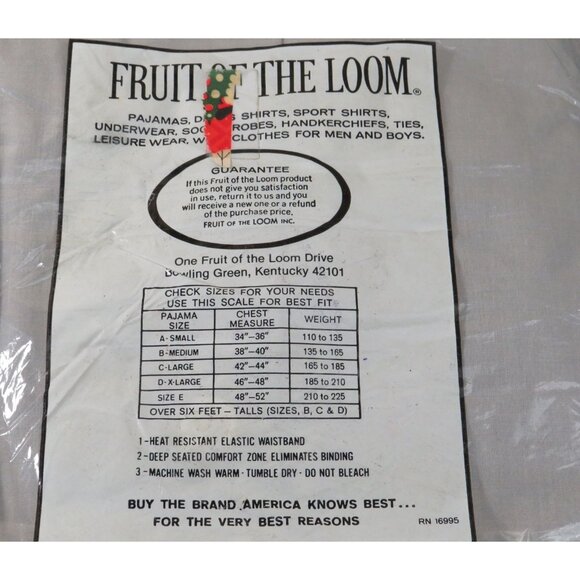 FRUIT OF THE LOOM®
PAJAMAS, D S SHIRTS, SPORT SHIRTS,
UNDERWEAR, SOC ROBES, HANDKERCHIEFS, TIES,
LEISURE WEAR, W CLOTHES FOR MEN AND BOYS.
GUARANTEE
If this Fruit of the Loom product
does not give you satisfaction
in use, return it to us and you
will receive a new one or a refund
of the purchase price.
FRUIT OF THE LOOM INC.
One Fruit of the Loom Drive
Bowling Green, Kentucky 42101
CHECK SIZES FOR YOUR NEEDS
USE THIS SCALE FOR BEST FIT
PAJAMA SIZE CHEST MEASURE WEIGHT
A-SMALL 34"-36" 110 to 135
B-MEDIUM 38"-40" 135 to 165
C-LARGE 42"-44" 165 to 185
D-X-LARGE 46"-48" 185 to 210
SIZE E 48"-52" 210 to 225
OVER SIX FEET - TALLS (SIZES, B, C & D)
1-HEAT RESISTANT ELASTIC WAISTBAND
2-DEEP SEATED COMFORT ZONE ELIMINATES BINDING
3-MACHINE WASH WARM - TUMBLE DRY - DO NOT BLEACH
BUY THE BRAND AMERICA KNOWS BEST...
FOR THE VERY BEST REASONS
RN 16995